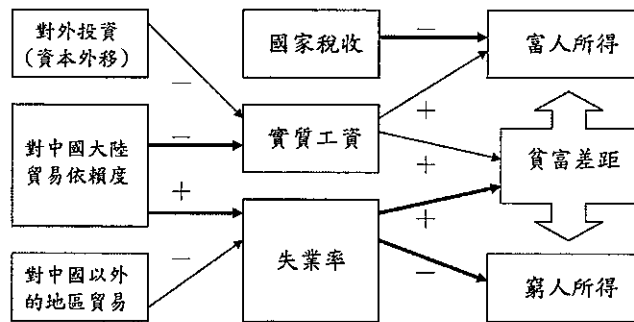 對外投資
(資本外移)
國家稅收
富人所得
—
—
+
對中國大陸
貿易依賴度
—
實質工資
+
貧富差距
+
+
失業率
—
—
對中國以外
的地區貿易
窮人所得